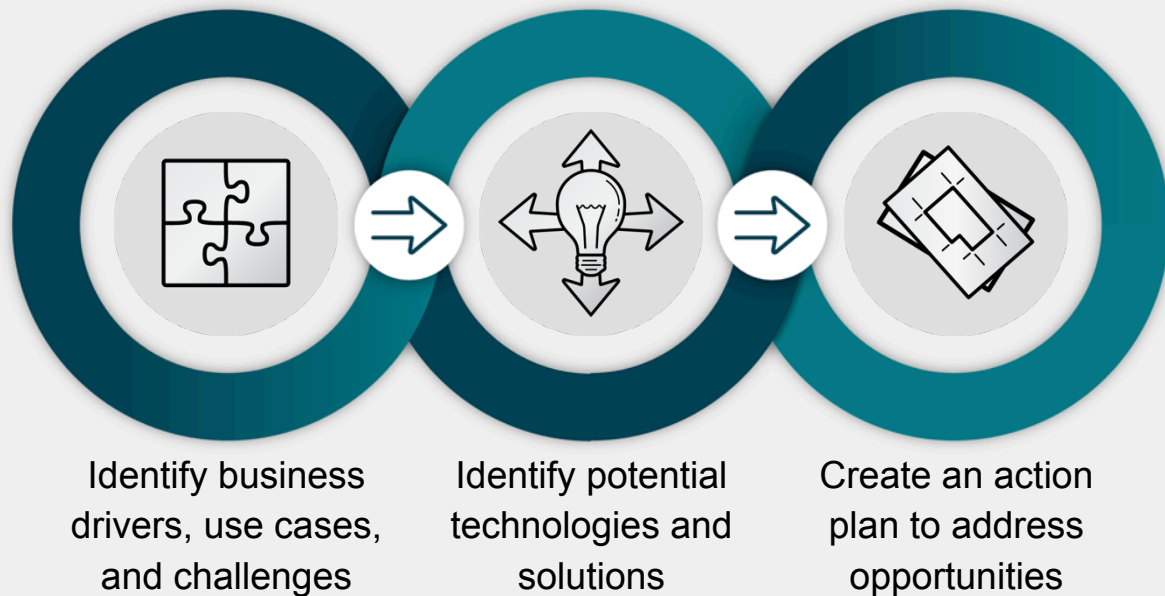 Identify business
drivers, use cases,
and challenges
Identify potential
technologies and
solutions
Create an action
plan to address
opportunities